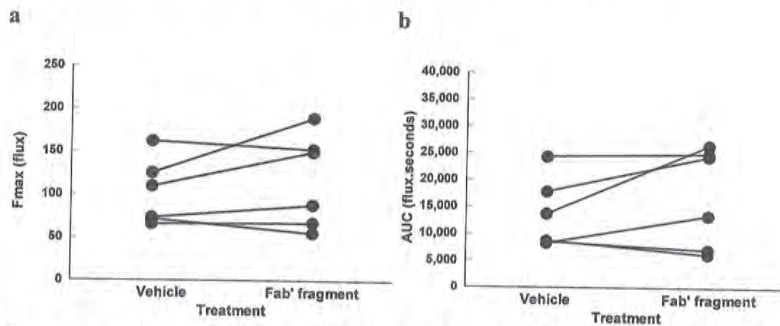 a
250
200
150
100
50
0
Fmax (flux)
Vehicle Fab' fragment
Treatment
b
40,000
35,000
30,000
25,000
20,000
15,000
10,000
5,000
0
AUC (flux.seconds)
Vehicle Fab' fragment
Treatment